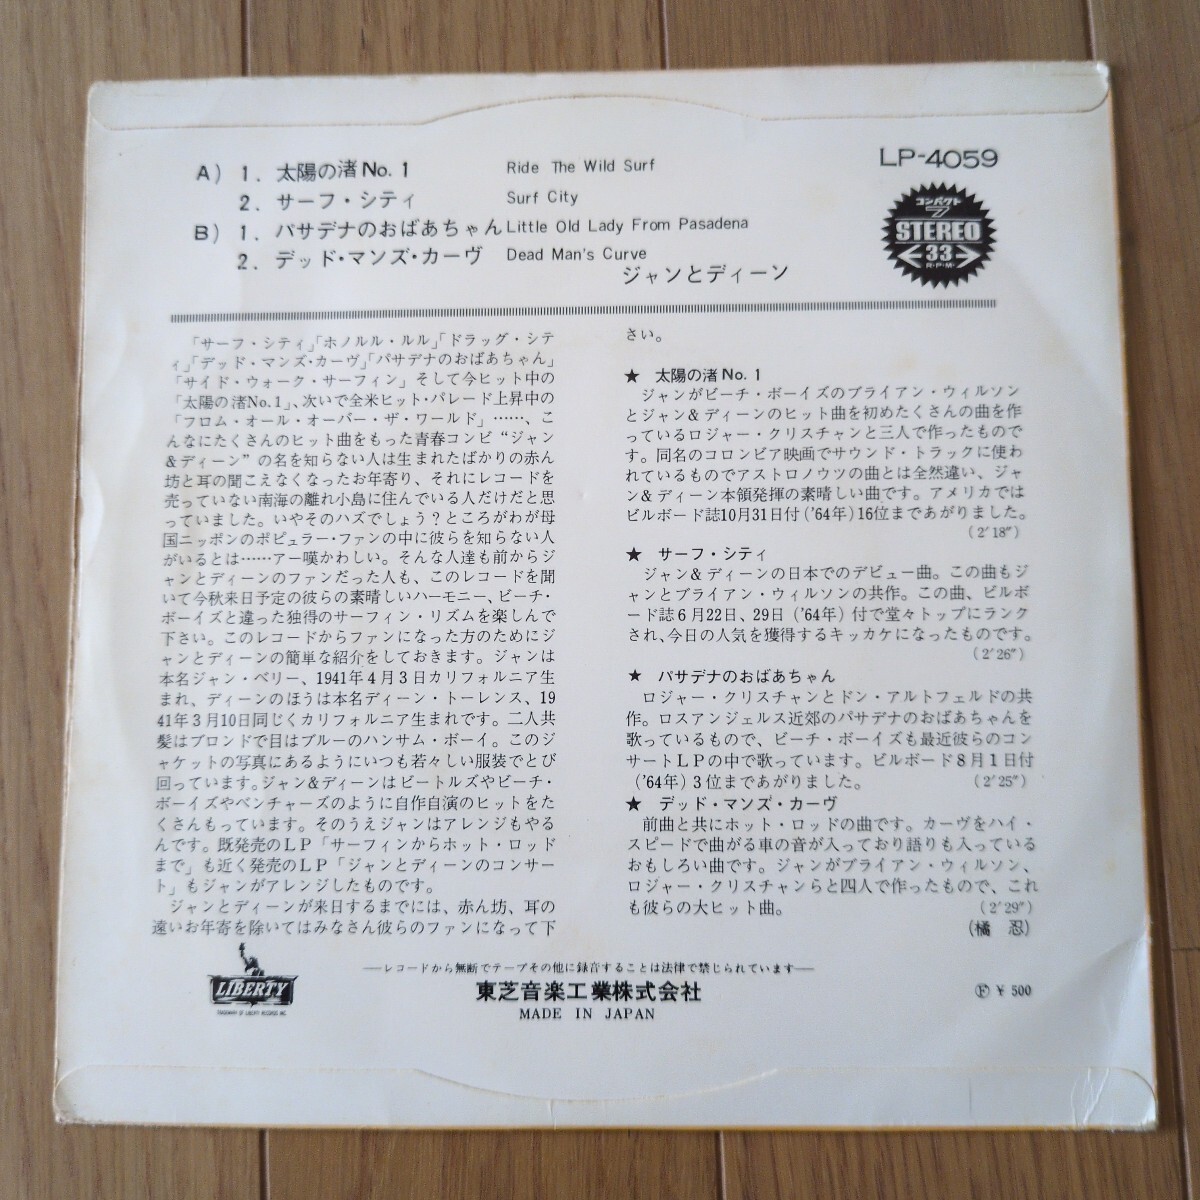 A) 1. 太陽の渚No.1 Ride The Wild Surf
2. サーフ・シティ Surf City
B) 1. パサデナのおばあちゃん Little Old Lady From Pasadena
2. デッド・マンズ・カーヴ Dead Man's Curve
ジャンとディーン
LP-4059
コンパクト
7
STEREO
33
R・P・M・
「サーフ・シティ」「ホノルル・ルル」「ドラッグ・シテ
ィ」「デッド・マンズ・カーヴ」「パサデナのおばあちゃん」
「サイド・ウォーク・サーフィン」そして今ヒット中の
「太陽の渚No.1」、次いで全米ヒット・パレード上昇中の
「フロム・オール・オーバー・ザ・ワールド」……、こ
んなにたくさんのヒット曲をもった青春コンビ“ジャン
&ディーン”の名を知らない人は生まれたばかりの赤ん
坊と耳の聞こえなくなったお年寄り、それにレコードを
売っていない南海の離れ小島に住んでいる人だけだと思
っていました。いやそのハズでしょう?ところがわが母
国ニッポンのポピュラー・ファンの中に彼らを知らない人
がいるとは……アー嘆かわしい。そんな人達も前からジ
ャンとディーンのファンだった人も、このレコードを聞
いて今秋来日予定の彼らの素晴しいハーモニー、ビーチ・
ボーイズと違った独得のサーフィン・リズムを楽しんで
下さい。このレコードからファンになった方のためにジ
ャンとディーンの簡単な紹介をしておきます。ジャンは
本名ジャン・ベリー、1941年4月3日カリフォルニア生
まれ、ディーンのほうは本名ディーン・トーレンス、19
41年3月10日同じくカリフォルニア生まれです。二人共
髪はブロンドで目はブルーのハンサム・ボーイ。このジ
ャケットの写真にあるようにいつも若々しい服装でとび
回っています。ジャン&ディーンはビートルズやビーチ・
ボーイズやベンチャーズのように自作自演のヒットをた
くさんもっています。そのうえジャンはアレンジもやる
んです。既発売のLP「サーフィンからホット・ロッド
まで」も近く発売のLP「ジャンとディーンのコンサー
ト」もジャンがアレンジしたものです。
ジャンとディーンが来日するまでには、赤ん坊、耳の
遠いお年寄を除いてはみなさん彼らのファンになって下
さい。
★ 太陽の渚No.1
ジャンがビーチ・ボーイズのブライアン・ウィルソン
とジャン&ディーンのヒット曲を初めたくさんの曲を作
っているロジャー・クリスチャンと三人で作ったもので
す。同名のコロンビア映画でサウンド・トラックに使わ
れているものでアストロノウツの曲とは全然違い、ジャ
ン&ディーン本領発揮の素晴しい曲です。アメリカでは
ビルボード誌10月31日付('64年)16位まであがりました。
(2′18″)
★ サーフ・シティ
ジャン&ディーンの日本でのデビュー曲。この曲もジ
ャンとブライアン・ウィルソンの共作。この曲、ビルボ
ード誌6月22日、29日('64年)付で堂々トップにランク
され、今日の人気を獲得するキッカケになったものです。
(2′26″)
★ パサデナのおばあちゃん
ロジャー・クリスチャンとドン・アルトフェルドの共
作。ロスアンジェルス近郊のパサデナのおばあちゃんを
歌っているもので、ビーチ・ボーイズも最近彼らのコン
サートLPの中で歌っています。ビルボード8月1日付
('64年)3位まであがりました。 (2′25″)
★ デッド・マンズ・カーヴ
前曲と共にホット・ロッドの曲です。カーヴをハイ・
スピードで曲がる車の音が入っており語りも入っている
おもしろい曲です。ジャンがブライアン・ウィルソン、
ロジャー・クリスチャンらと四人で作ったもので、これ
も彼らの大ヒット曲。 (2′29″)
(橘 忍)
LIBERTY
TRADEMARK OF LIBERTY RECORDS INC.
―レコードから無断でテープその他に録音することは法律で禁じられています―
東芝音楽工業株式会社
MADE IN JAPAN
Ⓕ ¥500